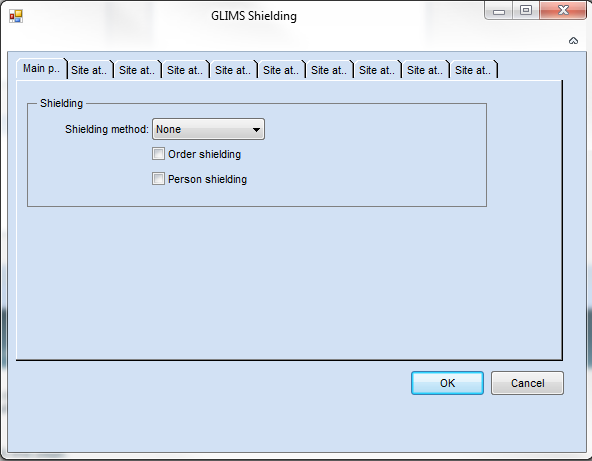 GLIMS Shielding
Main p.. Site at.. Site at.. Site at.. Site at.. Site at.. Site at.. Site at.. Site at.. Site at..
Shielding
Shielding method: None
Order shielding
Person shielding
OK Cancel